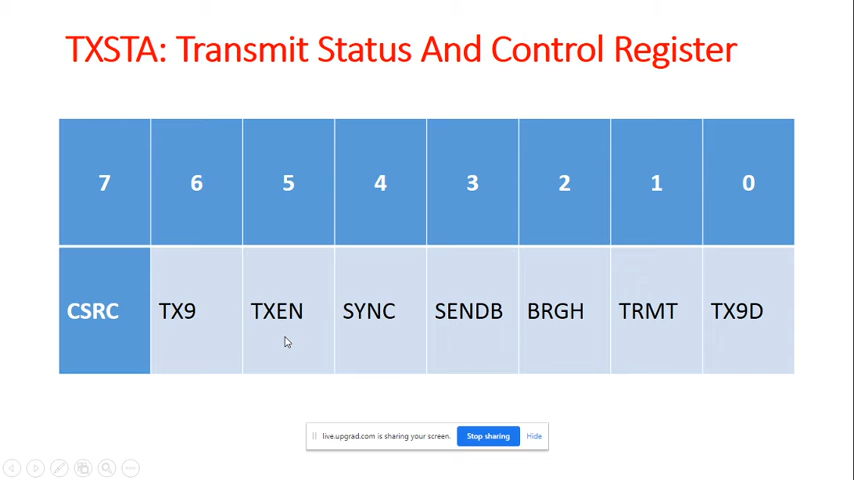 TXSTA: Transmit Status And Control Register
7 6 5 4 3 2 1 0
CSRC TX9 TXEN SYNC SENDB BRGH TRMT TX9D
live.upgrad.com is sharing your screen. Stop sharing Hide